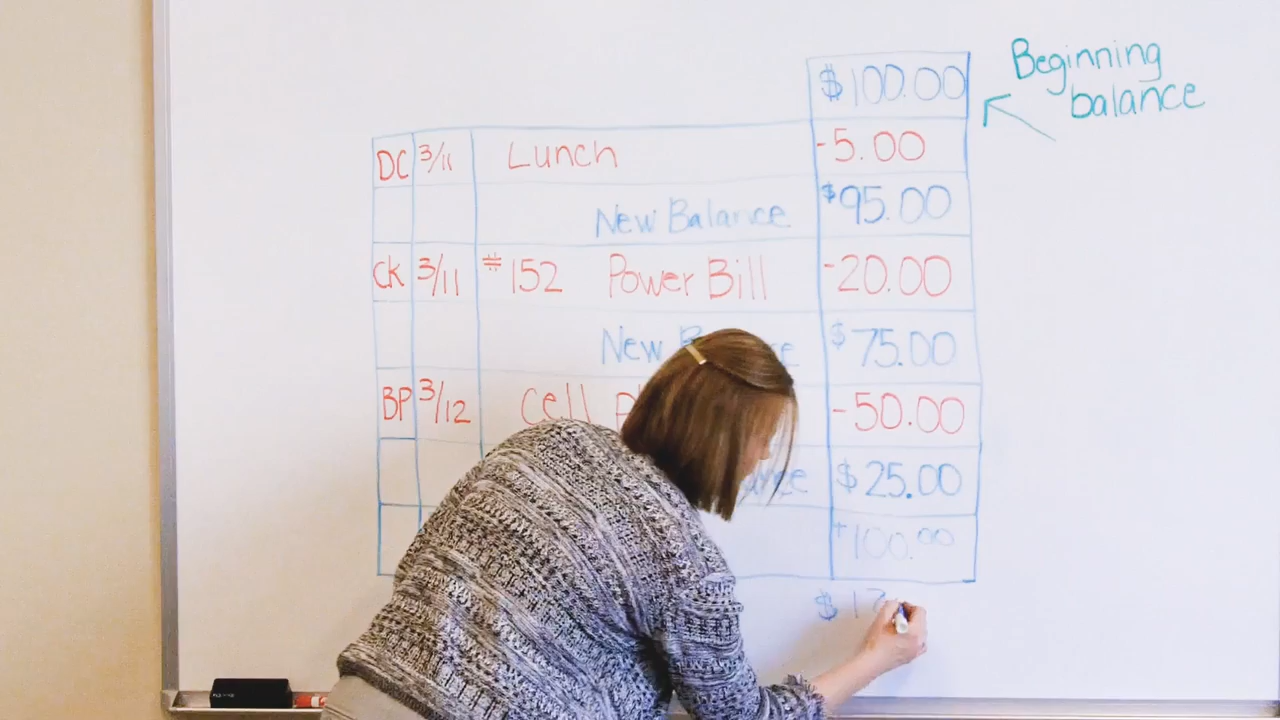 $100.00
Beginning
balance
DC 3/11 Lunch -5.00
New Balance $95.00
CK 3/11 #152 Power Bill -20.00
New $75.00
BP 3/12 cell -50.00
$25.00
+100.00
$ 12